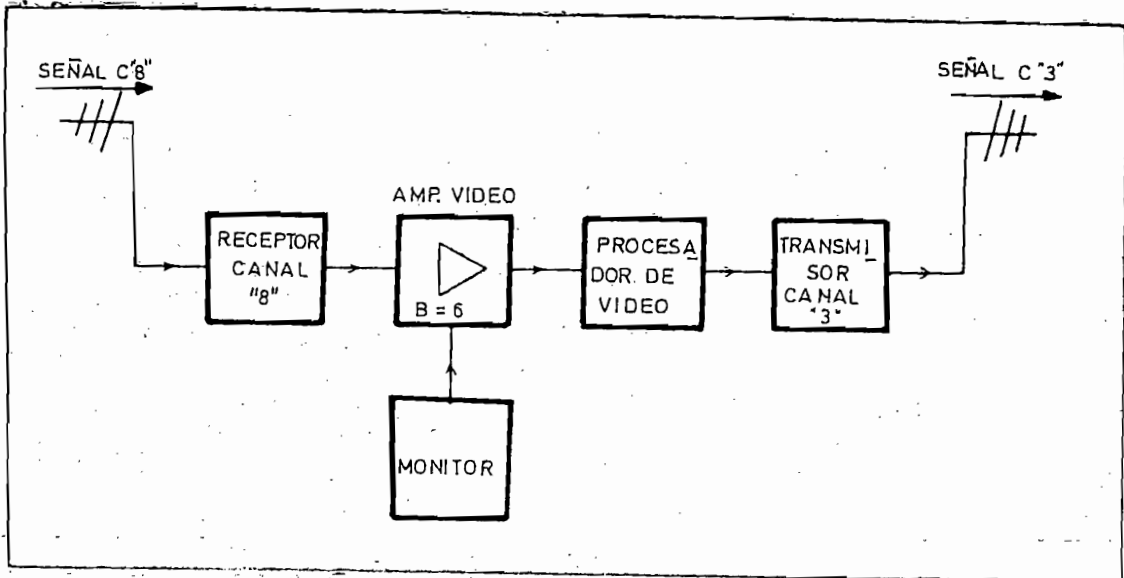 SEÑAL C"8"
SEÑAL C "3"
AMP. VIDEO
RECEPTOR
CANAL
"8"
B = 6
PROCESA
DOR. DE
VIDEO
TRANSMI
SOR
CANAL
"3"
MONITOR